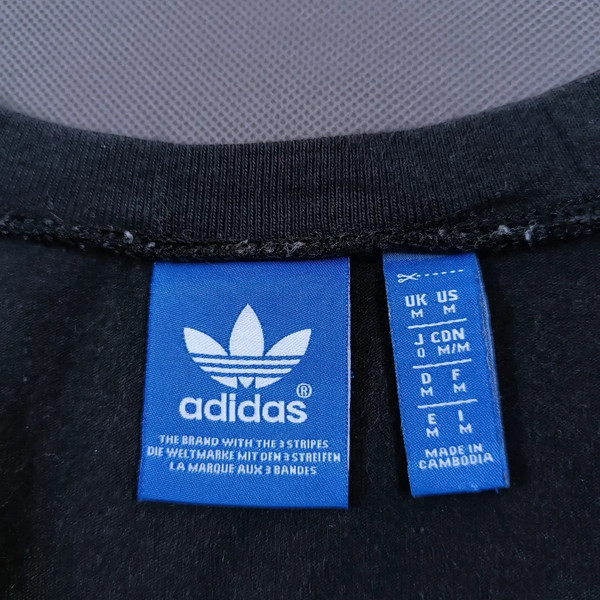 adidas®
THE BRAND WITH THE 3 STRIPES
DIE WELTMARKE MIT DEN 3 STREIFEN
LA MARQUE AUX 3 BANDES
UK US
M M
J CDN
O M/M
D F
M M
E I
M M
MADE IN
CAMBODIA